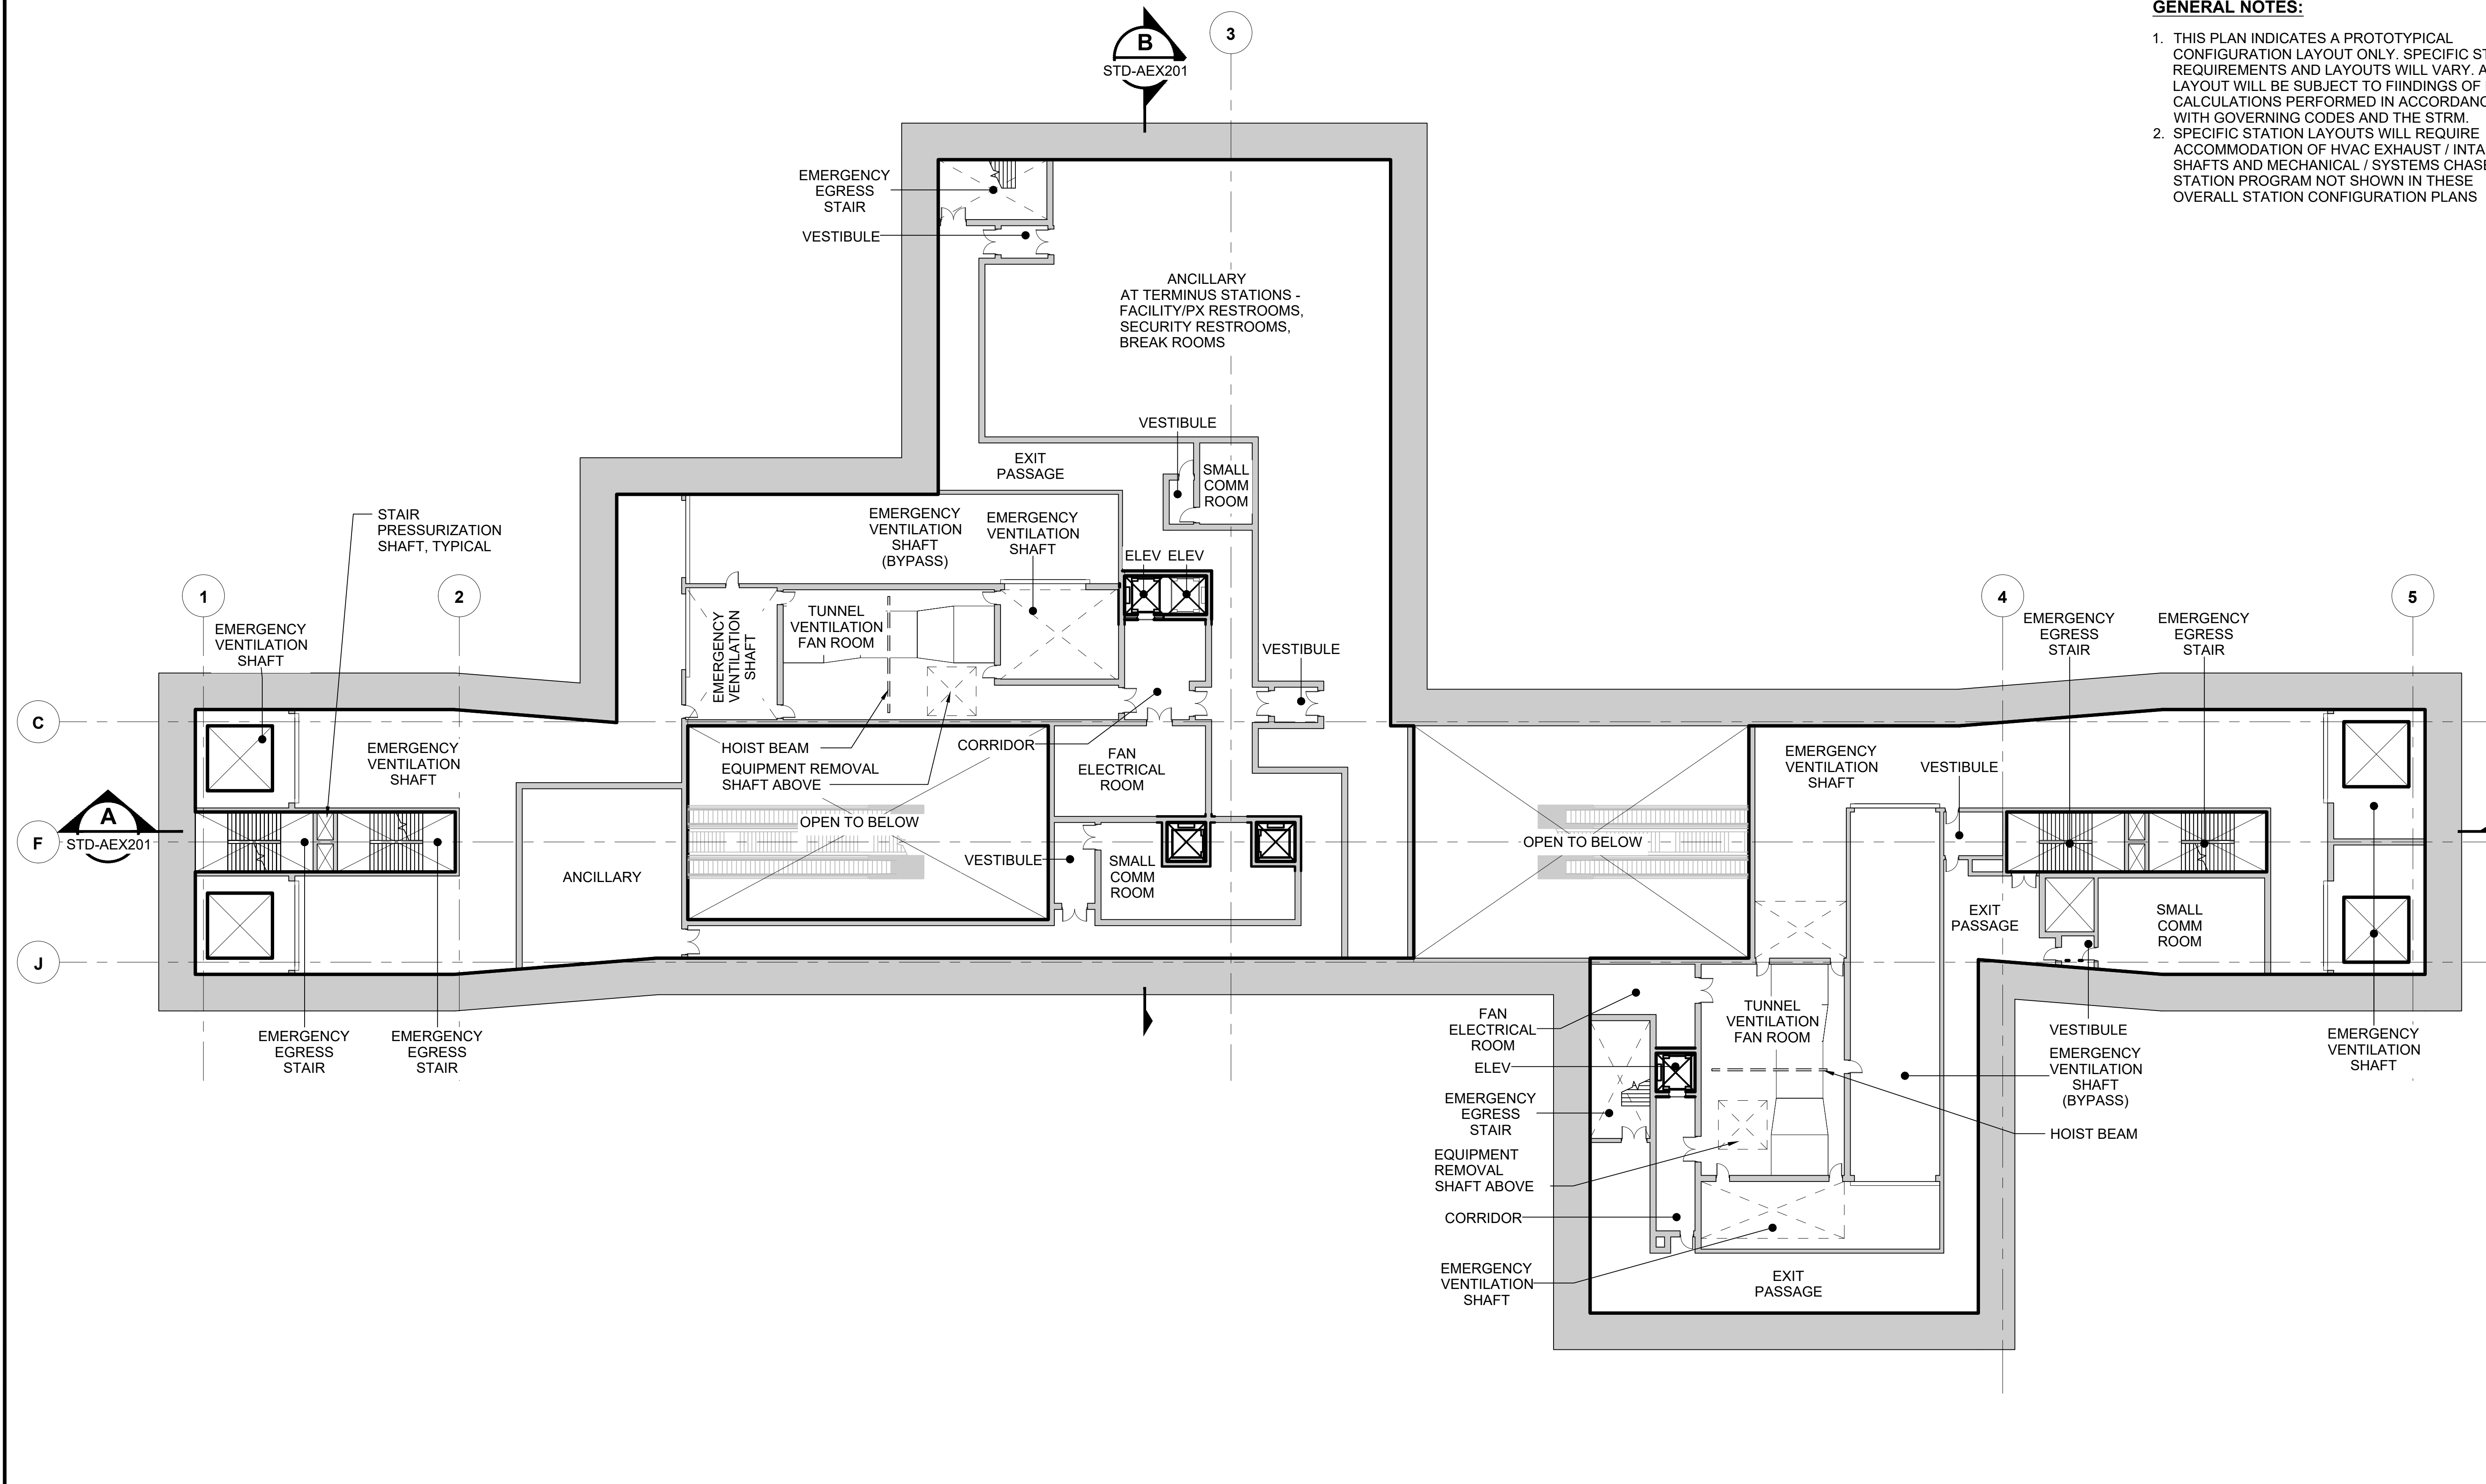 GENERAL NOTES:
1. THIS PLAN INDICATES A PROTOTYPICAL
CONFIGURATION LAYOUT ONLY. SPECIFIC
REQUIREMENTS AND LAYOUTS WILL VARY.
LAYOUT WILL BE SUBJECT TO FIINDINGS OF
CALCULATIONS PERFORMED IN
WITH GOVERNING CODES AND THE STRM.
2. SPECIFIC STATION LAYOUTS WILL REQUIRE
ACCOMMODATION OF HVAC EXHAUST /
SHAFTS AND MECHANICAL / SYSTEMS
STATION PROGRAM NOT SHOWN IN THESE
OVERALL STATION CONFIGURATION PLANS
B
STD-AEX201
3
EMERGENCY
EGRESS
STAIR
VESTIBULE
ANCILLARY
AT TERMINUS STATIONS -
FACILITY/PX RESTROOMS,
SECURITY RESTROOMS,
BREAK ROOMS
VESTIBULE
EXIT
PASSAGE
SMALL
COMM
ROOM
STAIR
PRESSURIZATION
SHAFT, TYPICAL
EMERGENCY
VENTILATION
SHAFT
(BYPASS)
EMERGENCY
VENTILATION
SHAFT
ELEV ELEV
1
2
4
5
EMERGENCY
VENTILATION
SHAFT
EMERGENCY
VENTILATION
SHAFT
TUNNEL
VENTILATION
FAN ROOM
VESTIBULE
EMERGENCY
EGRESS
STAIR
EMERGENCY
EGRESS
STAIR
C
EMERGENCY
VENTILATION
SHAFT
HOIST BEAM
EQUIPMENT REMOVAL
SHAFT ABOVE
CORRIDOR
FAN
ELECTRICAL
ROOM
EMERGENCY
VENTILATION
SHAFT
VESTIBULE
A
STD-AEX201
F
OPEN TO BELOW
OPEN TO BELOW
ANCILLARY
VESTIBULE
SMALL
COMM
ROOM
EXIT
PASSAGE
SMALL
COMM
ROOM
J
EMERGENCY
EGRESS
STAIR
EMERGENCY
EGRESS
STAIR
FAN
ELECTRICAL
ROOM
TUNNEL
VENTILATION
FAN ROOM
ELEV
EMERGENCY
EGRESS
STAIR
EQUIPMENT
REMOVAL
SHAFT ABOVE
CORRIDOR
EMERGENCY
VENTILATION
SHAFT
EXIT
PASSAGE
VESTIBULE
EMERGENCY
VENTILATION
SHAFT
(BYPASS)
HOIST BEAM
EMERGENCY
VENTILATION
SHAFT